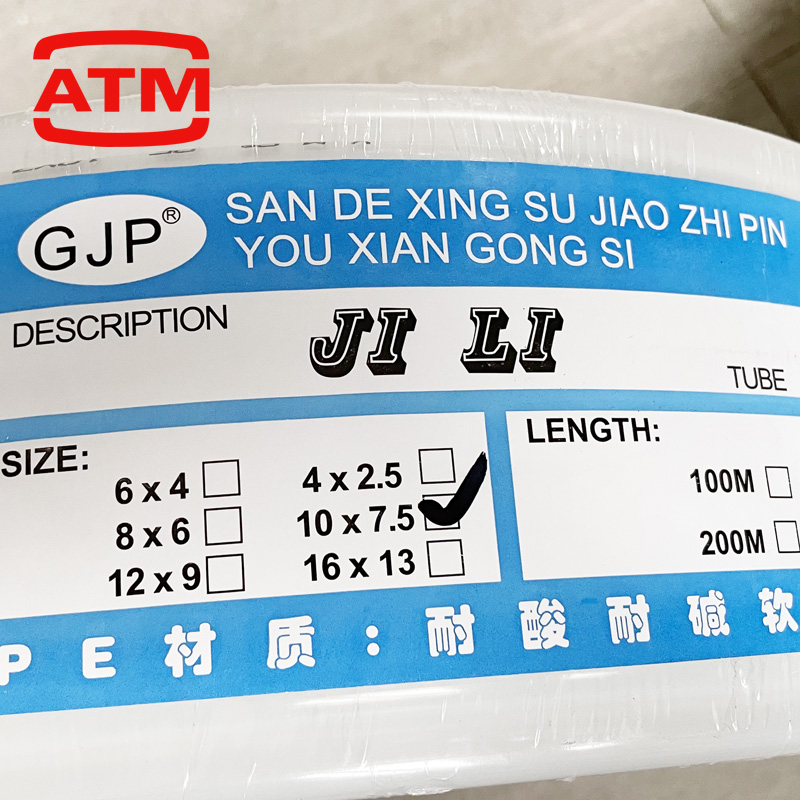 ATM
GJP®
SAN DE XING SU JIAO ZHI PIN
YOU XIAN GONG SI
DESCRIPTION
JI LI
TUBE
SIZE:
6 x 4
4 x 2.5
8 x 6
10 x 7.5
12 x 9
16 x 13
LENGTH:
100M
200M
PE材质:耐酸耐碱软